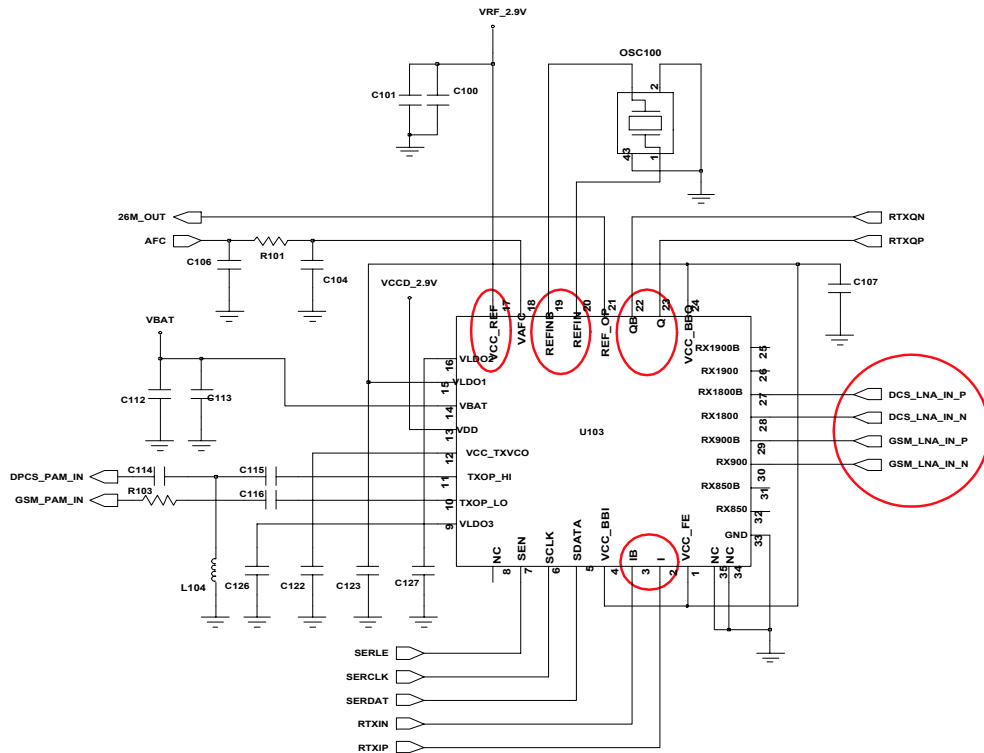 VRF_2.9V
OSC100
C101
C100
2
43
1
26M_OUT
RTXQN
AFC
RTXQP
C106
R101
C104
VCCD_2.9V
C107
VBAT
VCC_REF
17
VAFC
18
REFINB
19
REFIN
20
REF_OP
21
QB
22
Q
23
VCC_BBQ
24
VLDO2
16
VLDO1
15
VBAT
14
VDD
13
VCC_TXVCO
12
TXOP_HI
11
TXOP_LO
10
VLDO3
9
RX1900B
25
RX1900
26
RX1800B
27
RX1800
28
RX900B
29
RX900
30
RX850B
31
RX850
32
GND
33
U103
DCS_LNA_IN_P
DCS_LNA_IN_N
GSM_LNA_IN_P
GSM_LNA_IN_N
C112
C113
DPCS_PAM_IN
C114
C115
GSM_PAM_IN
R103
C116
NC
8
SEN
7
SCLK
6
SDATA
5
VCC_BBI
4
IB
3
I
2
VCC_FE
1
NC
35
NC
34
L104
C126
C122
C123
C127
SERLE
SERCLK
SERDAT
RTXIN
RTXIP